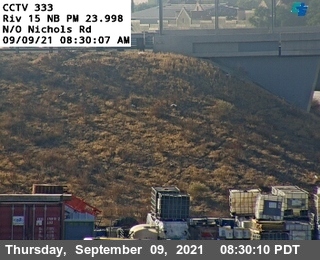 CCTV 333
Riv 15 NB PM 23.998
N/O Nichols Rd
09/09/21 08:30:07 AM
Thursday, September 09, 2021 08:30:10 PDT